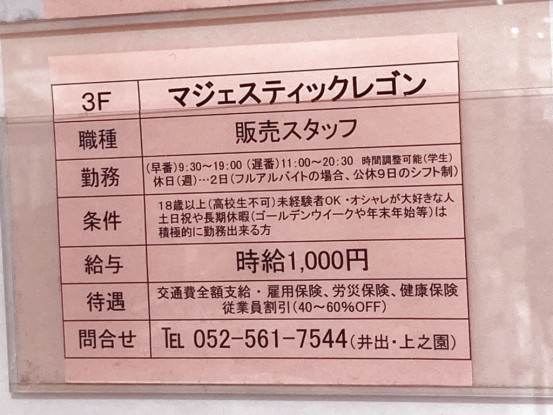 3F マジェスティックレゴン
職種 販売スタッフ
勤務 (早番)9:30～19:00 (遅番)11:00～20:30 時間調整可能(学生)
休日(週)…2日(フルアルバイトの場合、公休9日のシフト制)
条件 18歳以上(高校生不可)未経験者OK・オシャレが大好きな人
土日祝や長期休暇(ゴールデンウイークや年末年始等)は
積極的に勤務出来る方
給与 時給1,000円
待遇 交通費全額支給・雇用保険、労災保険、健康保険
従業員割引(40～60%OFF)
問合せ ℡ 052-561-7544(井出・上之園)